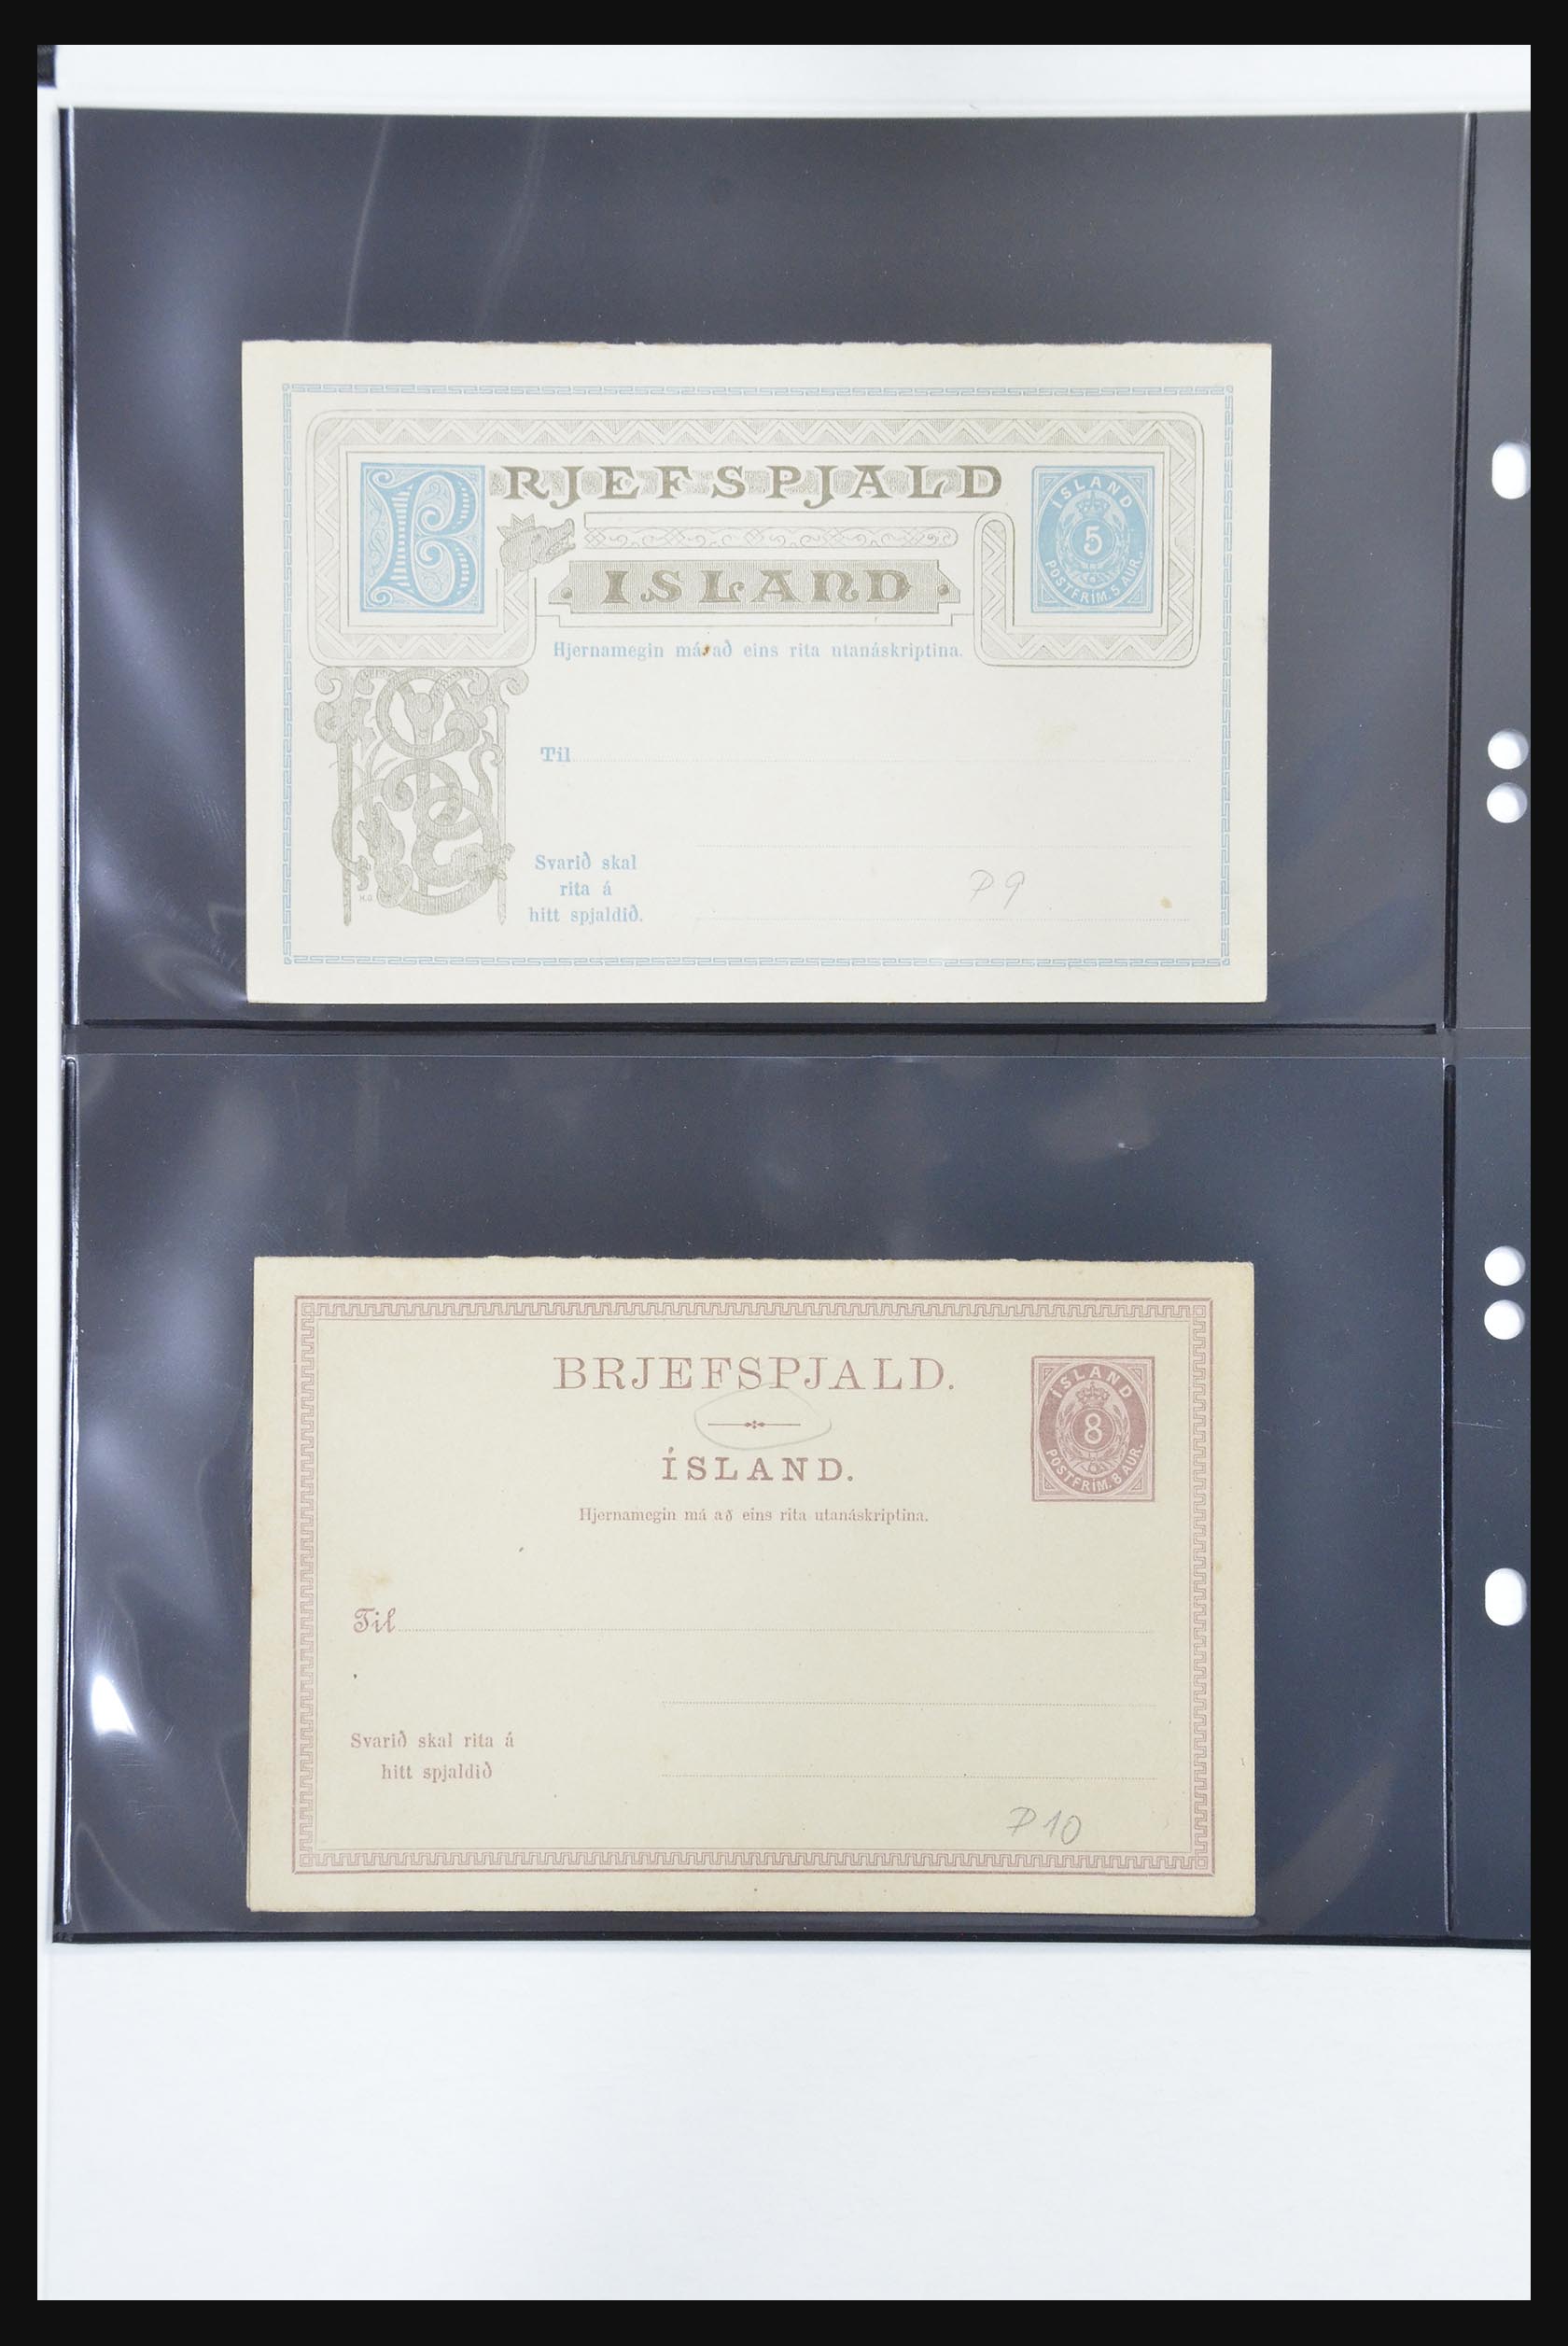 BRJEFSPJALD
ISLAND
ISLAND
5
POSTFRIM. 5 AUR.
Hjernamegin má að eins rita utanáskriptina.
Til
Svarið skal
rita á
hitt spjaldið.
P9
H.G.
BRJEFSPJALD.
ÍSLAND.
ÍSLAND
8
POSTFRIM. 8 AUR.
Hjernamegin má að eins rita utanáskriptina.
Til
Svarið skal rita á
hitt spjaldið
P10